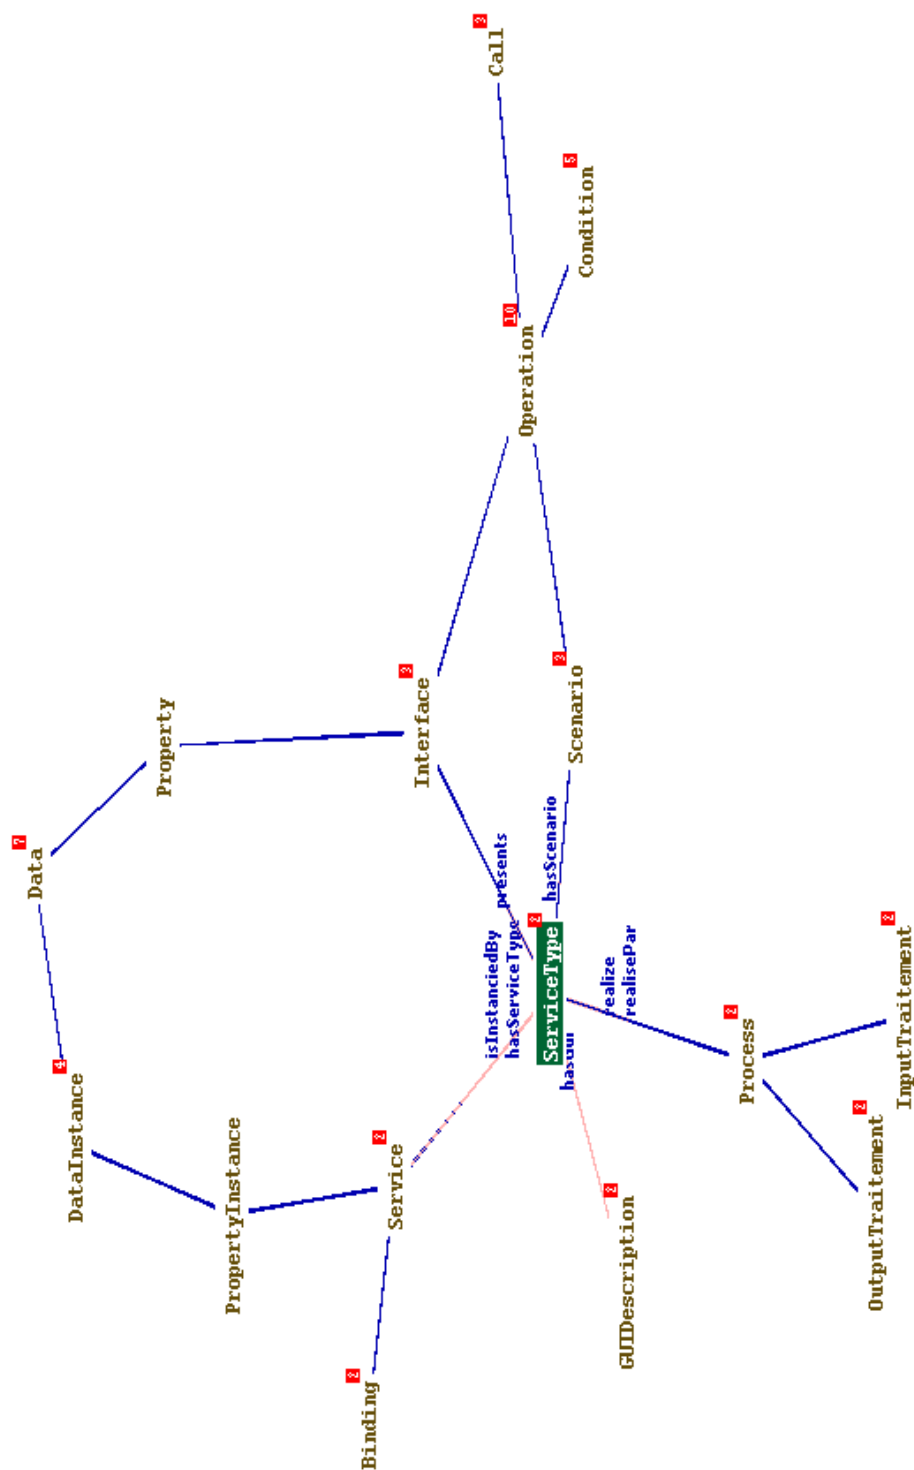 7
Data
4
DataInstance
Property
PropertyInstance
2
Binding
2
Service
3
Interface
3
Call
isInstanciedBy
presents
hasServiceType
10
Operation
2
ServiceType
hasScenario
3
Scenario
5
Condition
realize
2
GUIDescription
realisePar
2
Process
2
OutputTraitement
2
InputTraitement